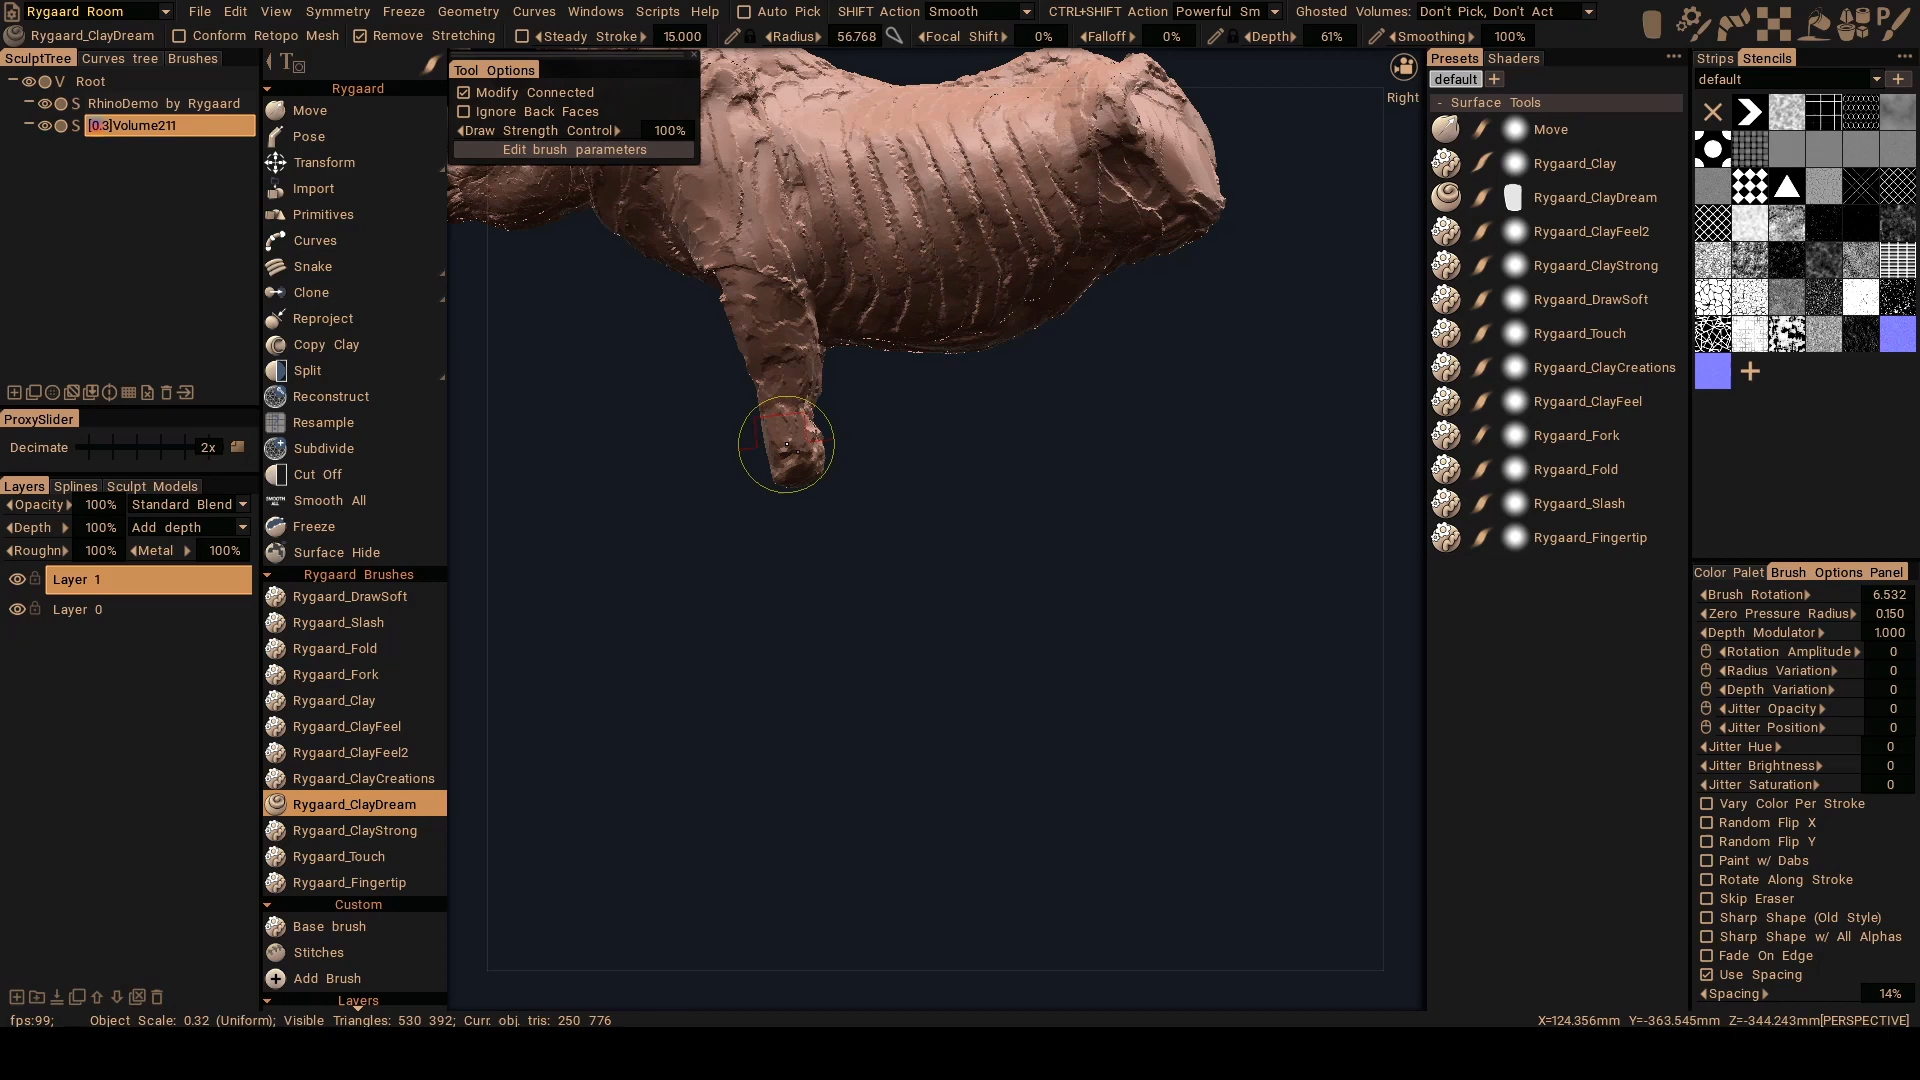 Rygaard Room File Edit View Symmetry Freeze Geometry Curves Windows Scripts Help Auto Pick SHIFT Action Smooth CTRL+SHIFT Action Powerful Sm Ghosted Volumes: Don't Pick, Don't Act
Rygaard_ClayDream Conform Retopo Mesh Remove Stretching Steady Stroke 15.000 Radius 56.768 Focal Shift 0% Falloff 0% Depth 61% Smoothing 100%
SculptTree Curves tree Brushes
V Root
S RhinoDemo by Rygaard
S [0.3]Volume211
ProxySlider
Decimate 2x
Layers Splines Sculpt Models
Opacity 100% Standard Blend
Depth 100% Add depth
Roughn 100% Metal 100%
Layer 1
Layer 0
Rygaard
Move
Pose
Transform
Import
Primitives
Curves
Snake
Clone
Reproject
Copy Clay
Split
Reconstruct
Resample
Subdivide
Cut Off
Smooth All
Freeze
Surface Hide
Rygaard Brushes
Rygaard_DrawSoft
Rygaard_Slash
Rygaard_Fold
Rygaard_Fork
Rygaard_Clay
Rygaard_ClayFeel
Rygaard_ClayFeel2
Rygaard_ClayCreations
Rygaard_ClayDream
Rygaard_ClayStrong
Rygaard_Touch
Rygaard_Fingertip
Custom
Base brush
Stitches
Add Brush
Layers
Tool Options
Modify Connected
Ignore Back Faces
Draw Strength Control 100%
Edit brush parameters
Right
Presets Shaders
default
- Surface Tools
Move
Rygaard_Clay
Rygaard_ClayDream
Rygaard_ClayFeel2
Rygaard_ClayStrong
Rygaard_DrawSoft
Rygaard_Touch
Rygaard_ClayCreations
Rygaard_ClayFeel
Rygaard_Fork
Rygaard_Fold
Rygaard_Slash
Rygaard_Fingertip
Strips Stencils
default
Color Palet Brush Options Panel
Brush Rotation 6.532
Zero Pressure Radius 0.150
Depth Modulator 1.000
Rotation Amplitude 0
Radius Variation 0
Depth Variation 0
Jitter Opacity 0
Jitter Position 0
Jitter Hue 0
Jitter Brightness 0
Jitter Saturation 0
Vary Color Per Stroke
Random Flip X
Random Flip Y
Paint w/ Dabs
Rotate Along Stroke
Skip Eraser
Sharp Shape (Old Style)
Sharp Shape w/ All Alphas
Fade On Edge
Use Spacing
Spacing 14%
fps:99; Object Scale: 0.32 (Uniform); Visible Triangles: 530 392; Curr. obj. tris: 250 776
X=124.356mm Y=-363.545mm Z=-344.243mm[PERSPECTIVE]